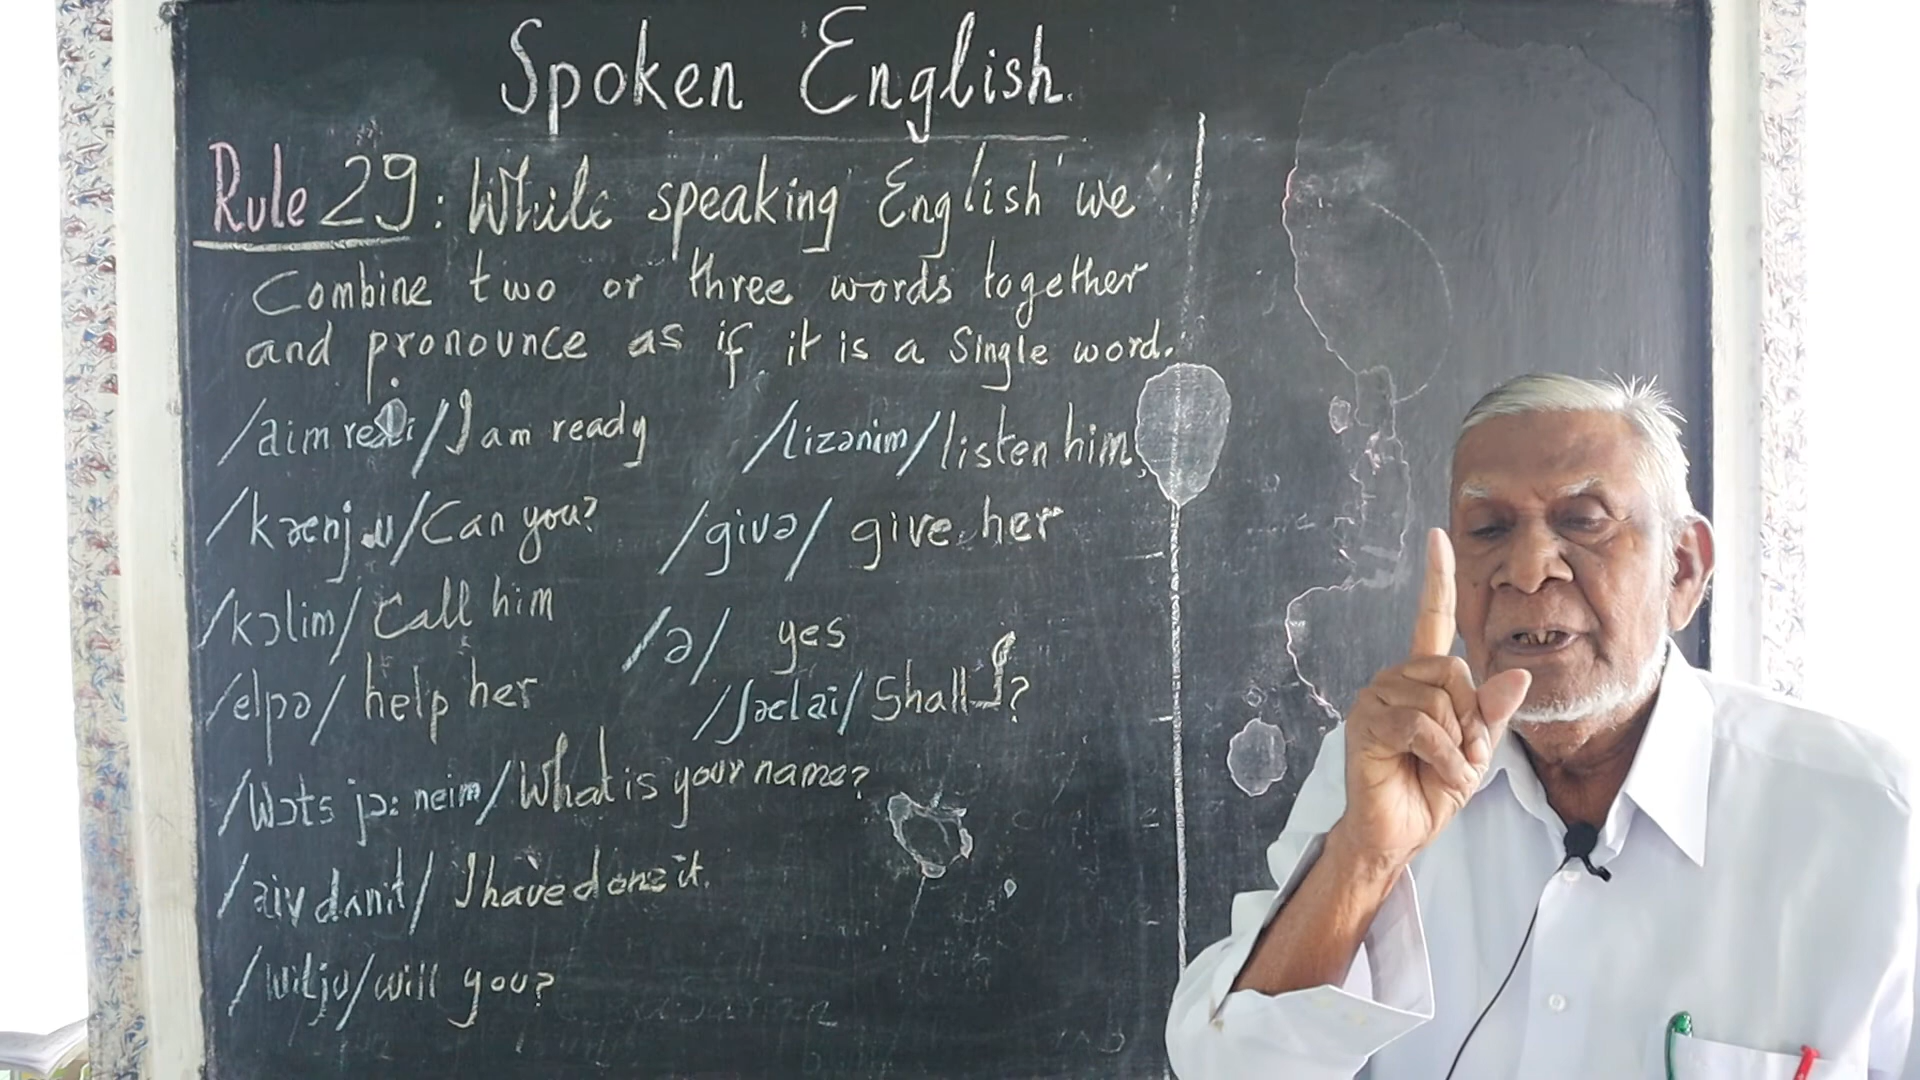 Spoken English.
Rule 29: While speaking English we
Combine two or three words together
and pronounce as if it is a Single word.
/aim redi/ I am ready
/lizənim/ listen him
/kænju/ Can you?
/givə/ give her
/kɔlim/ Call him
/ə/ yes
/elpə/ help her
/ʃælai/ Shall I?
/Wɔts jɔ: neim/ What is your name?
/aiv dʌnit/ I have done it.
/wilju/ will you?